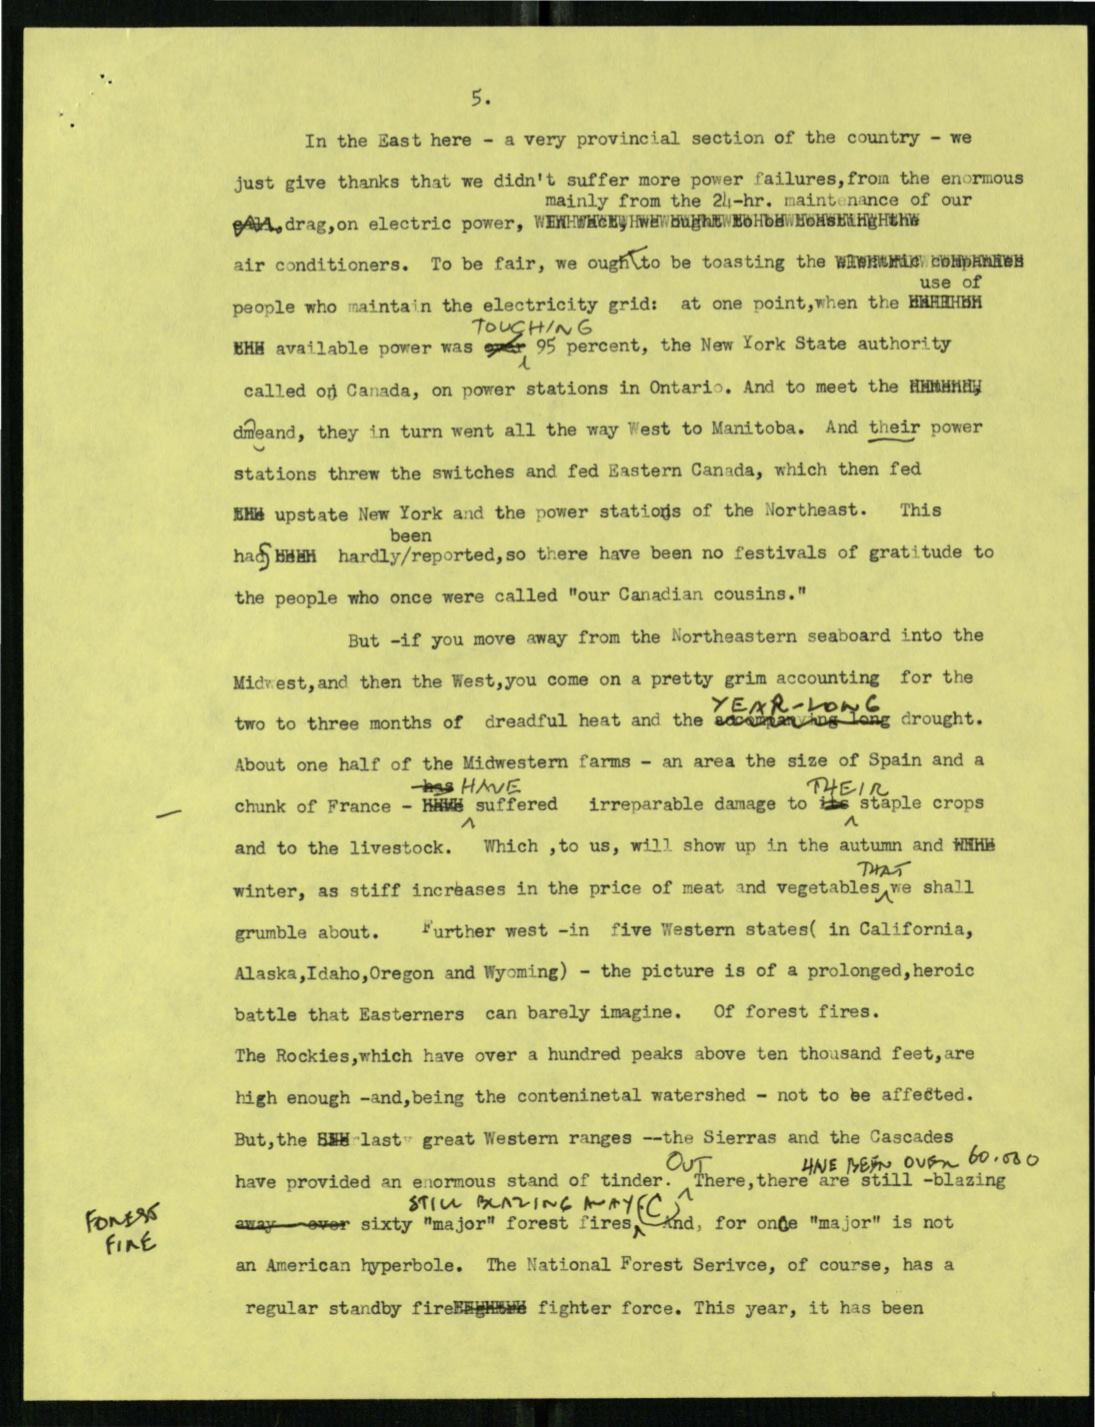 5.
In the East here - a very provincial section of the country - we
just give thanks that we didn't suffer more power failures,from the enormous
mainly from the 24-hr. maintenance of our
drag,on electric power,
air conditioners. To be fair, we ought to be toasting the
use of
people who maintain the electricity grid: at one point,when the
TOUCHING
available power was over 95 percent, the New York State authority
called on Canada, on power stations in Ontario. And to meet the
dmeand, they in turn went all the way West to Manitoba. And their power
stations threw the switches and fed Eastern Canada, which then fed
upstate New York and the power stations of the Northeast. This
been
has hardly/reported,so there have been no festivals of gratitude to
the people who once were called "our Canadian cousins."
But -if you move away from the Northeastern seaboard into the
Midwest,and then the West,you come on a pretty grim accounting for the
YEAR-LONG
two to three months of dreadful heat and the accompanying long drought.
About one half of the Midwestern farms - an area the size of Spain and a
has HAVE THEIR
chunk of France - suffered irreparable damage to its staple crops
and to the livestock. Which ,to us, will show up in the autumn and
THAT
winter, as stiff increases in the price of meat and vegetables we shall
grumble about. Further west -in five Western states( in California,
Alaska,Idaho,Oregon and Wyoming) - the picture is of a prolonged,heroic
battle that Easterners can barely imagine. Of forest fires.
The Rockies,which have over a hundred peaks above ten thousand feet,are
high enough -and,being the conteninetal watershed - not to be affected.
But,the last great Western ranges --the Sierras and the Cascades
OUT HAVE BEEN OVER 60.000
have provided an enormous stand of tinder. There,there are still -blazing
STILL BLAZING AWAY
FOREST
FIRE
away over sixty "major" forest fires, And, for once "major" is not
an American hyperbole. The National Forest Serivce, of course, has a
regular standby fire fighter force. This year, it has been